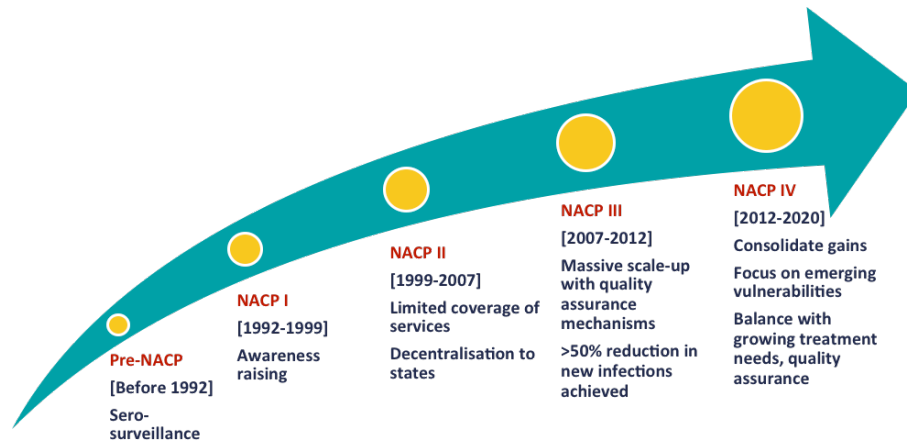 Pre-NACP
[Before 1992]
Sero-
surveillance
NACP I
[1992-1999]
Awareness
raising
NACP II
[1999-2007]
Limited coverage of
services
Decentralisation to
states
NACP III
[2007-2012]
Massive scale-up
with quality
assurance
mechanisms
>50% reduction in
new infections
achieved
NACP IV
[2012-2020]
Consolidate gains
Focus on emerging
vulnerabilities
Balance with
growing treatment
needs, quality
assurance